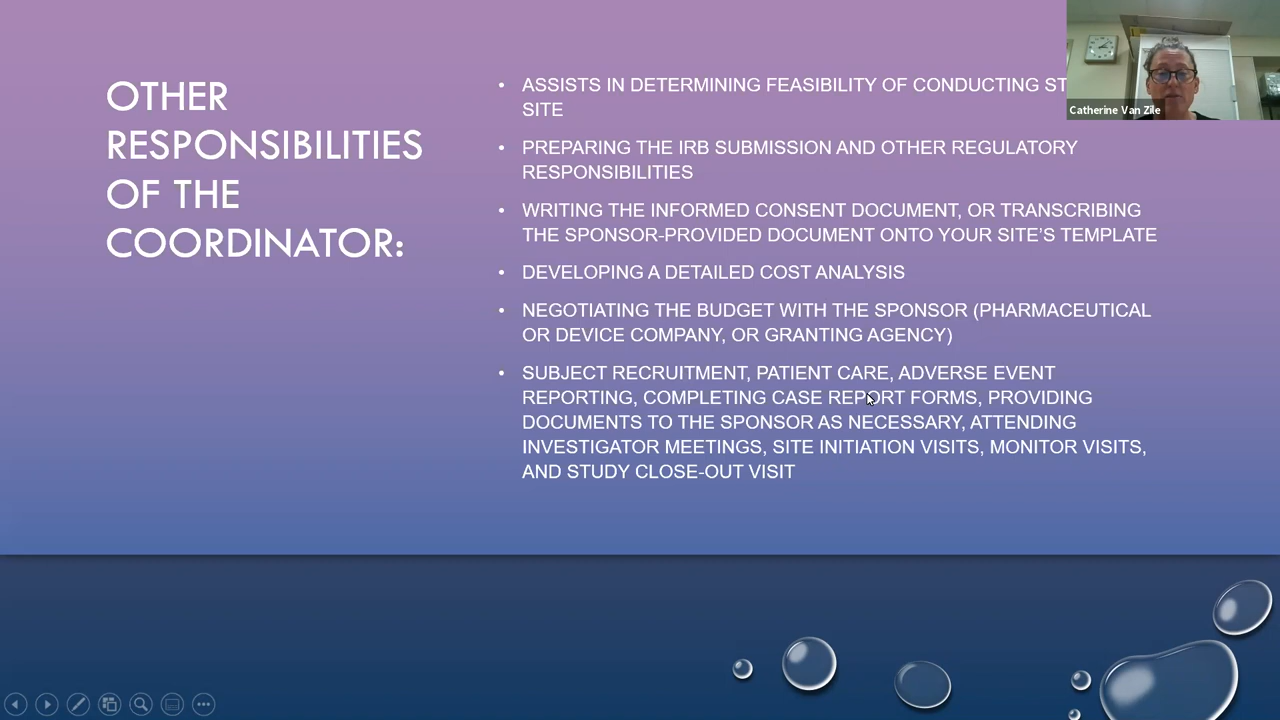 OTHER
RESPONSIBILITIES
OF THE
COORDINATOR:
• ASSISTS IN DETERMINING FEASIBILITY OF CONDUCTING
SITE
• PREPARING THE IRB SUBMISSION AND OTHER REGULATORY
RESPONSIBILITIES
• WRITING THE INFORMED CONSENT DOCUMENT, OR TRANSCRIBING
THE SPONSOR-PROVIDED DOCUMENT ONTO YOUR SITE’S TEMPLATE
• DEVELOPING A DETAILED COST ANALYSIS
• NEGOTIATING THE BUDGET WITH THE SPONSOR (PHARMACEUTICAL
OR DEVICE COMPANY, OR GRANTING AGENCY)
• SUBJECT RECRUITMENT, PATIENT CARE, ADVERSE EVENT
REPORTING, COMPLETING CASE REPORT FORMS, PROVIDING
DOCUMENTS TO THE SPONSOR AS NECESSARY, ATTENDING
INVESTIGATOR MEETINGS, SITE INITIATION VISITS, MONITOR VISITS,
AND STUDY CLOSE-OUT VISIT
Catherine Van Zile